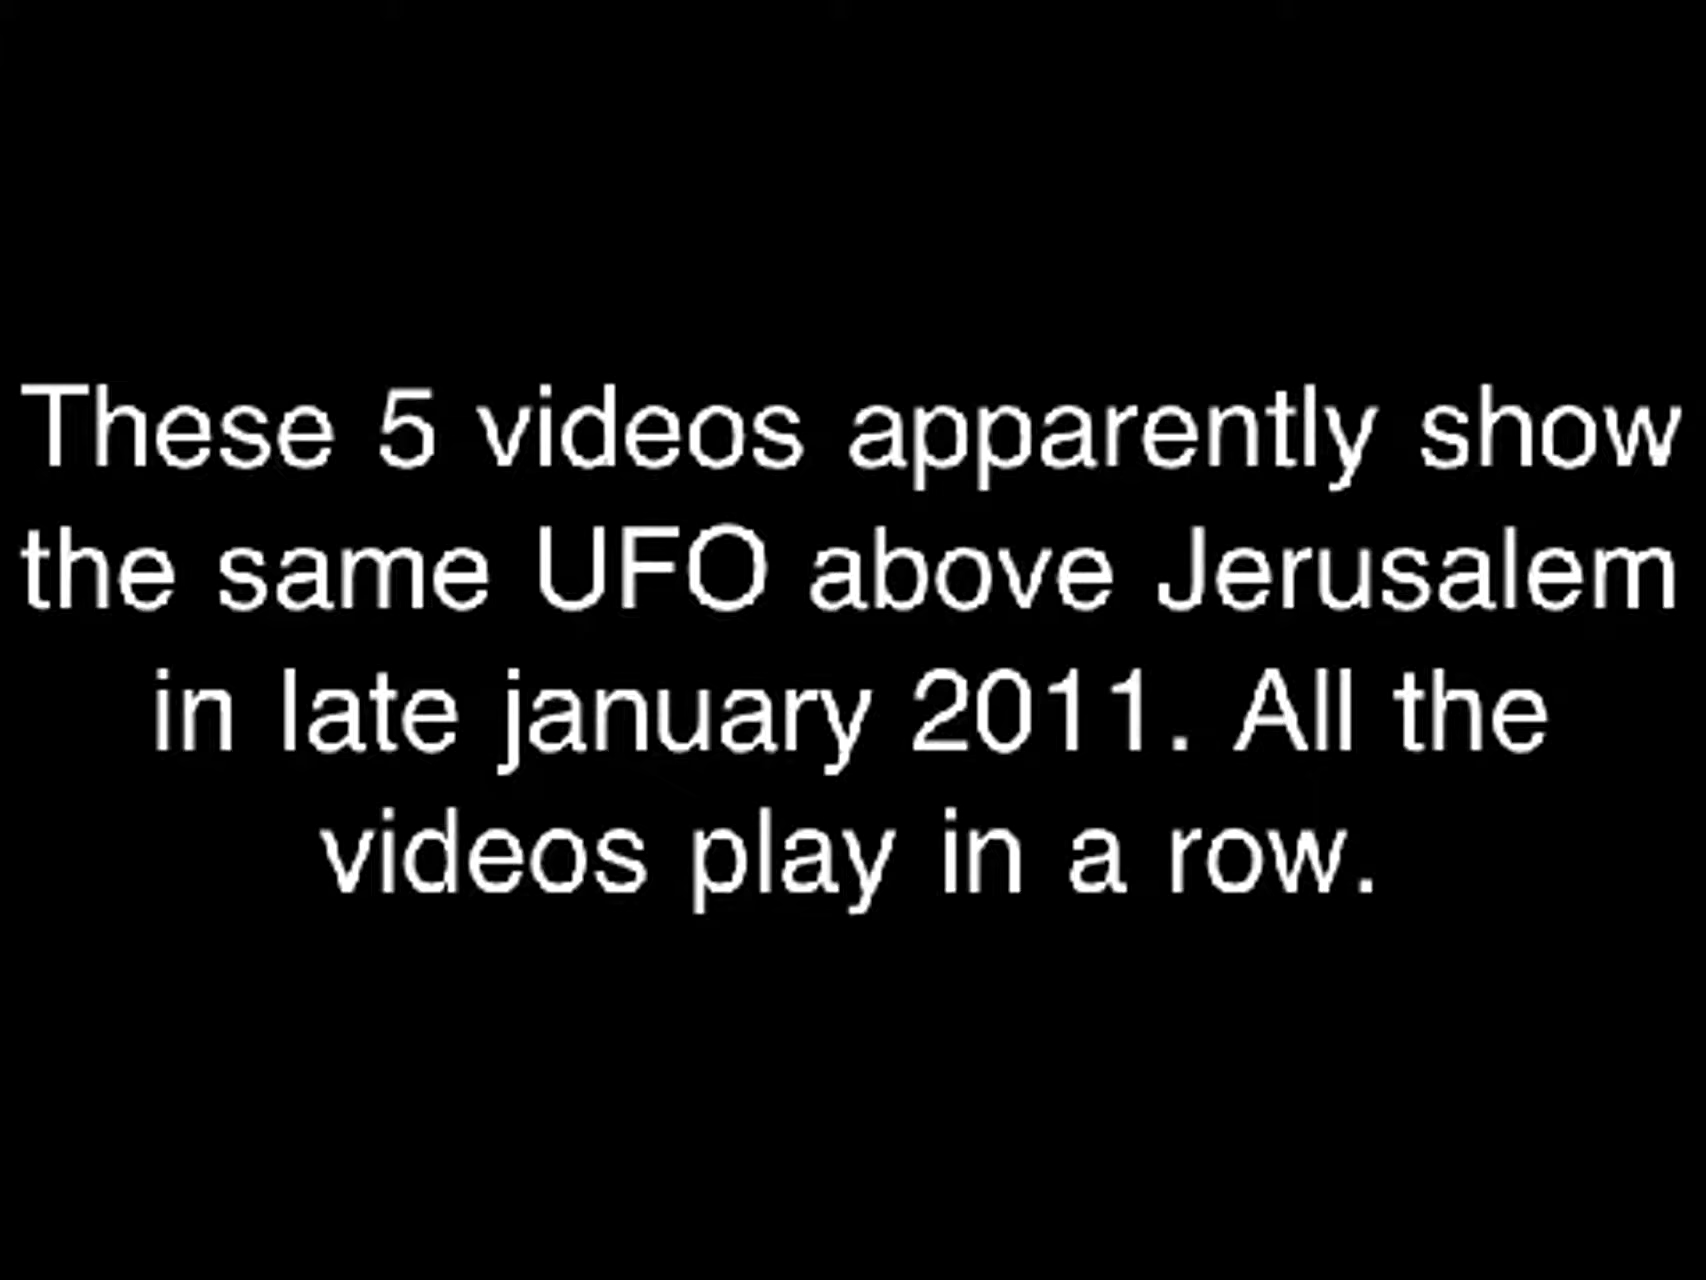 These 5 videos apparently show
the same UFO above Jerusalem
in late january 2011. All the
videos play in a row.